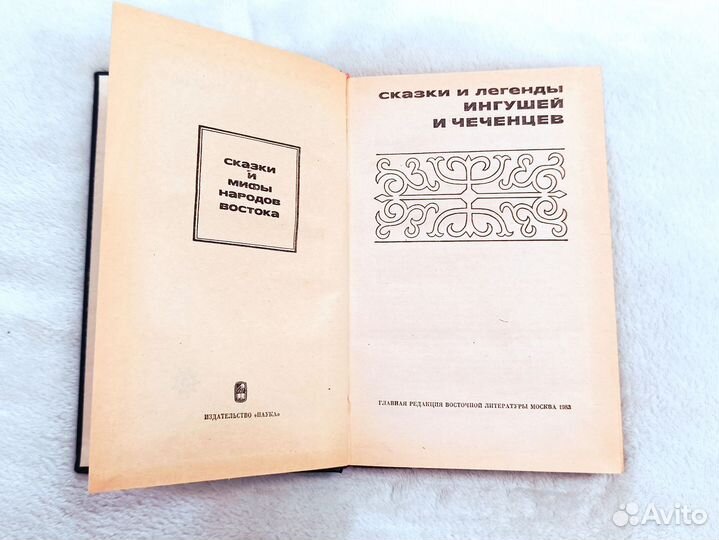 сказки
и
мифы
народов
востока
ИЗДАТЕЛЬСТВО «НАУКА»
сказки и легенды
ИНГУШЕЙ
И ЧЕЧЕНЦЕВ
ГЛАВНАЯ РЕДАКЦИЯ ВОСТОЧНОЙ ЛИТЕРАТУРЫ МОСКВА 1983
Avito